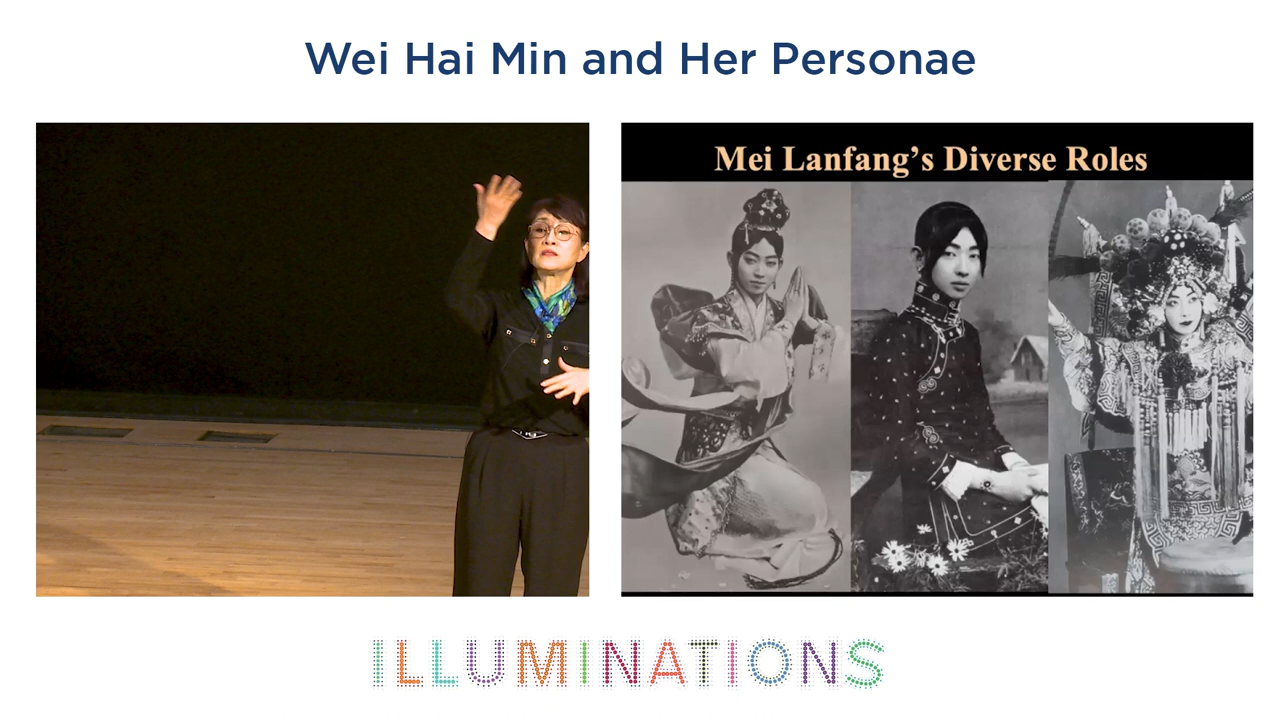 Wei Hai Min and Her Personae
Mei Lanfang’s Diverse Roles
ILLUMINATIONS